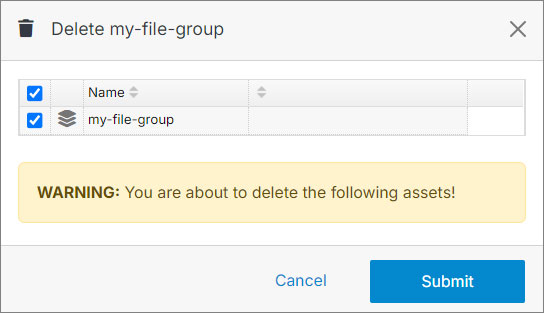 Delete my-file-group
Name
my-file-group
WARNING: You are about to delete the following assets!
Cancel
Submit